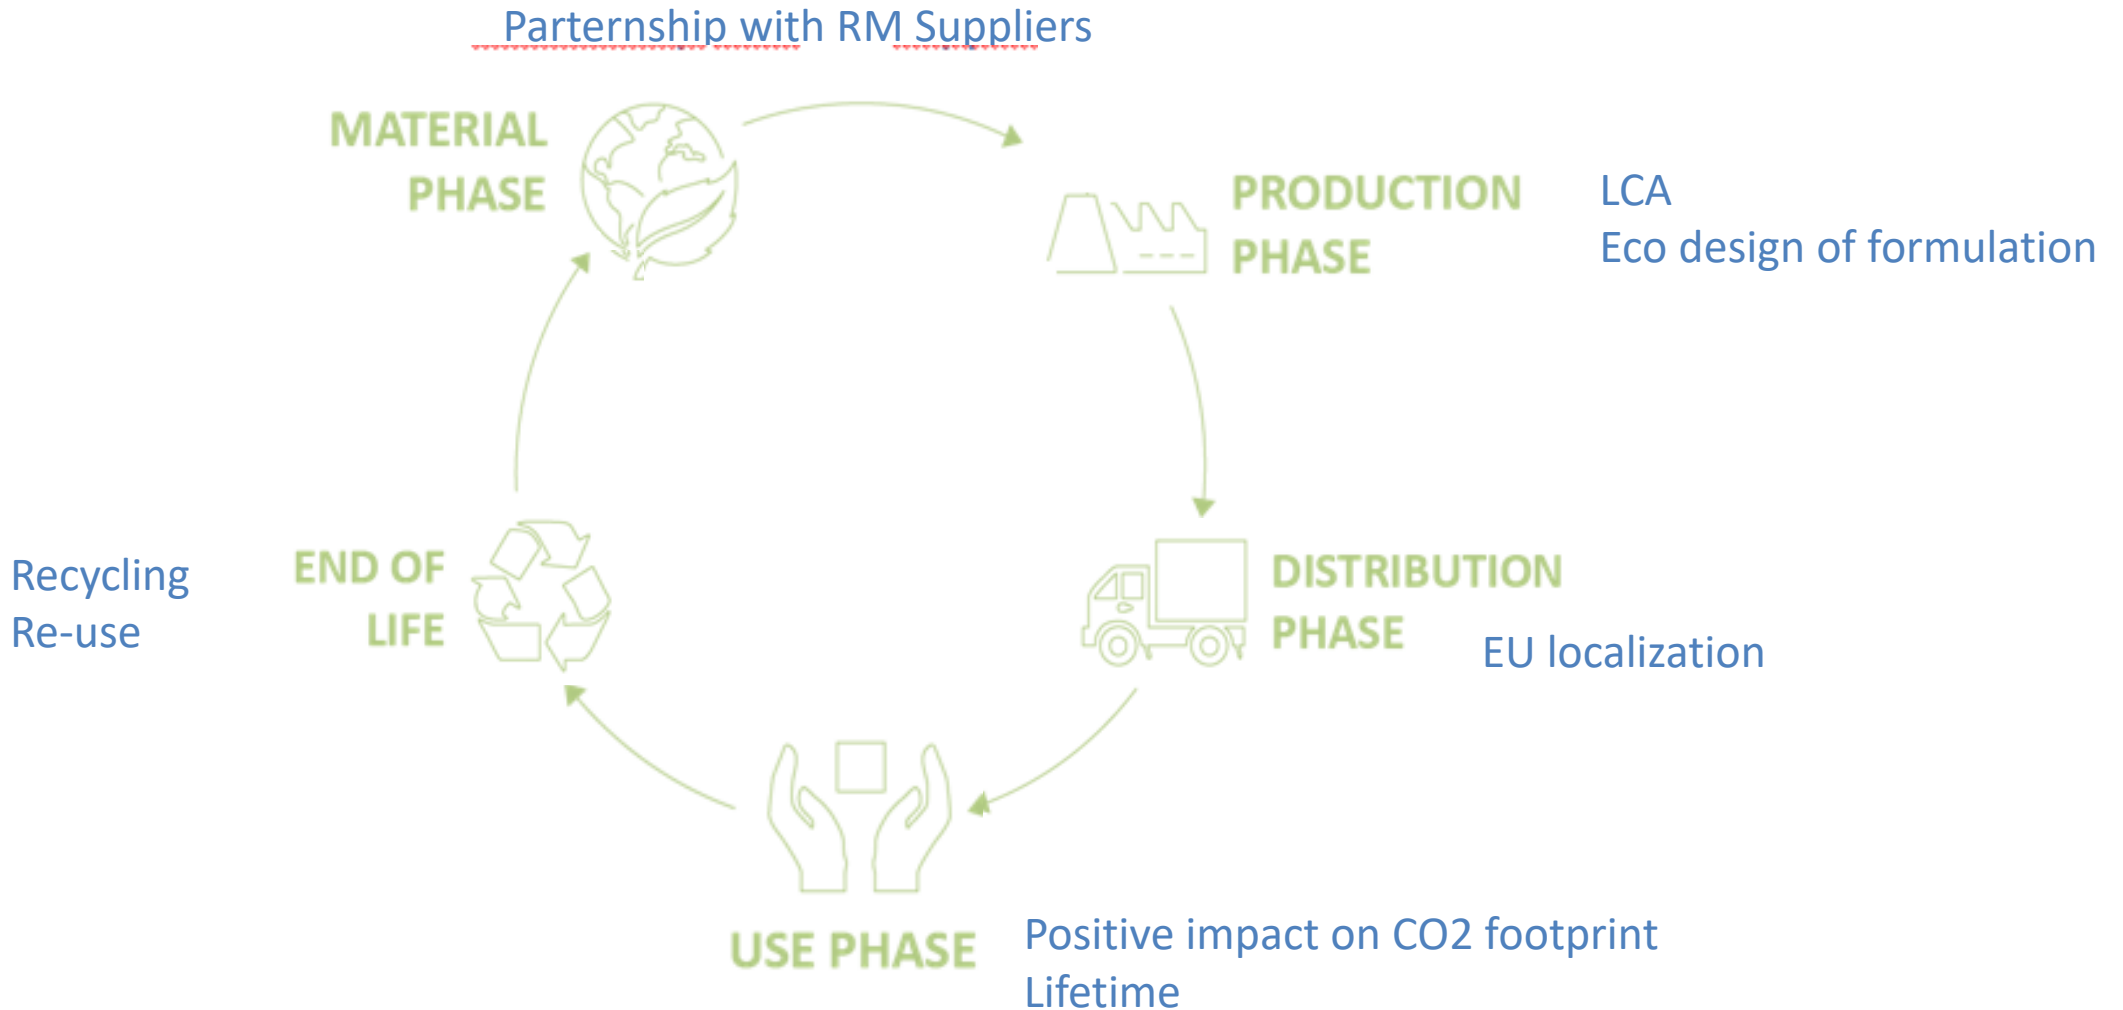 Parternship with RM Suppliers
MATERIAL
PHASE
PRODUCTION
PHASE
LCA
Eco design of formulation
DISTRIBUTION
PHASE
EU localization
USE PHASE
Positive impact on CO2 footprint
Lifetime
END OF
LIFE
Recycling
Re-use